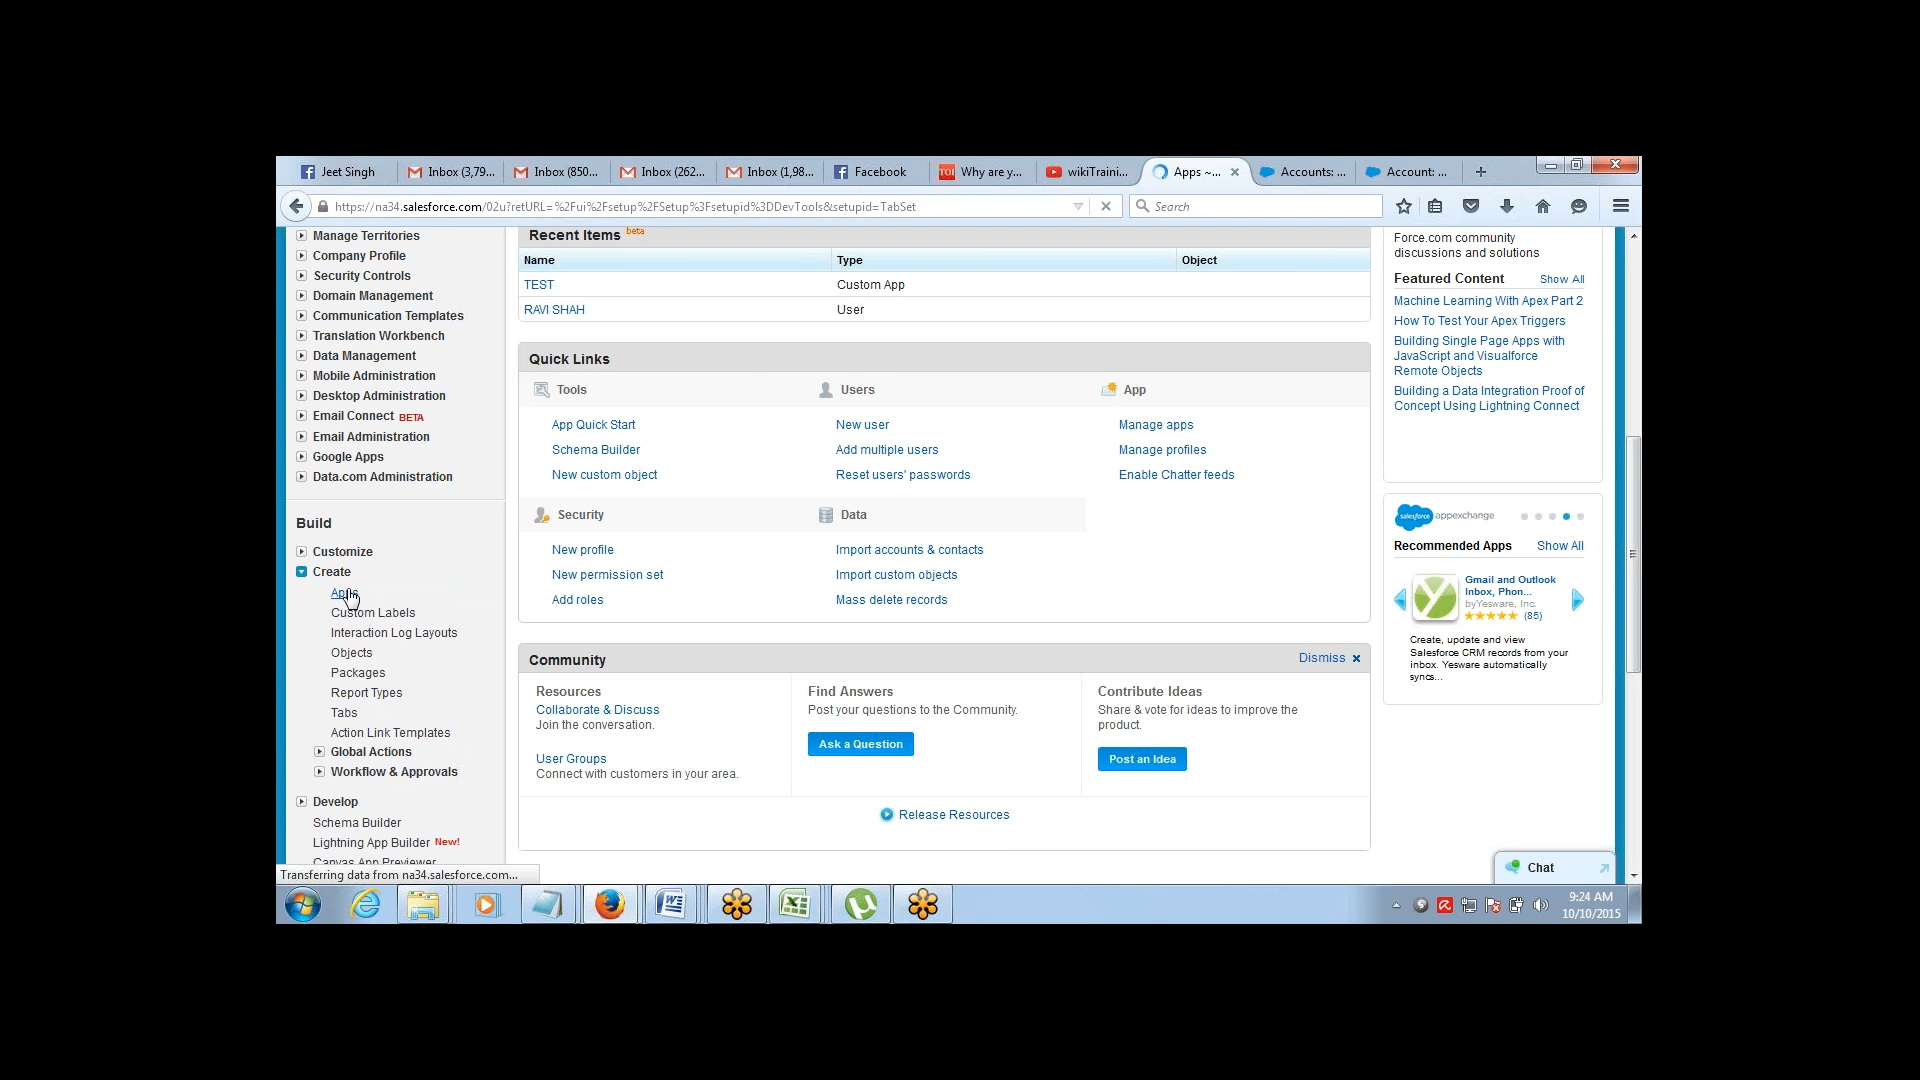 Jeet Singh
Inbox (3,79...
Inbox (850...
Inbox (262...
Inbox (1,98...
Facebook
TOI Why are y...
wikiTraini...
Apps ~...
Accounts: ...
Account: ...
https://na34.salesforce.com/02u?retURL=%2Fui%2Fsetup%2FSetup%3Fsetupid%3DDevTools&setupid=TabSet
Search
Manage Territories
Company Profile
Security Controls
Domain Management
Communication Templates
Translation Workbench
Data Management
Mobile Administration
Desktop Administration
Email Connect BETA
Email Administration
Google Apps
Data.com Administration
Build
Customize
Create
Apps
Custom Labels
Interaction Log Layouts
Objects
Packages
Report Types
Tabs
Action Link Templates
Global Actions
Workflow & Approvals
Develop
Schema Builder
Lightning App Builder New!
Canvas App Previewer
Recent Items beta
Name Type Object
TEST Custom App
RAVI SHAH User
Quick Links
Tools
App Quick Start
Schema Builder
New custom object
Users
New user
Add multiple users
Reset users' passwords
App
Manage apps
Manage profiles
Enable Chatter feeds
Security
New profile
New permission set
Add roles
Data
Import accounts & contacts
Import custom objects
Mass delete records
Community
Dismiss
Resources
Collaborate & Discuss
Join the conversation.
User Groups
Connect with customers in your area.
Find Answers
Post your questions to the Community.
Ask a Question
Contribute Ideas
Share & vote for ideas to improve the
product.
Post an Idea
Release Resources
Force.com community
discussions and solutions
Featured Content Show All
Machine Learning With Apex Part 2
How To Test Your Apex Triggers
Building Single Page Apps with
JavaScript and Visualforce
Remote Objects
Building a Data Integration Proof of
Concept Using Lightning Connect
salesforce appexchange
Recommended Apps Show All
Gmail and Outlook
Inbox, Phon...
byYesware, Inc.
(85)
Create, update and view
Salesforce CRM records from your
inbox. Yesware automatically
syncs...
Chat
Transferring data from na34.salesforce.com...
9:24 AM
10/10/2015